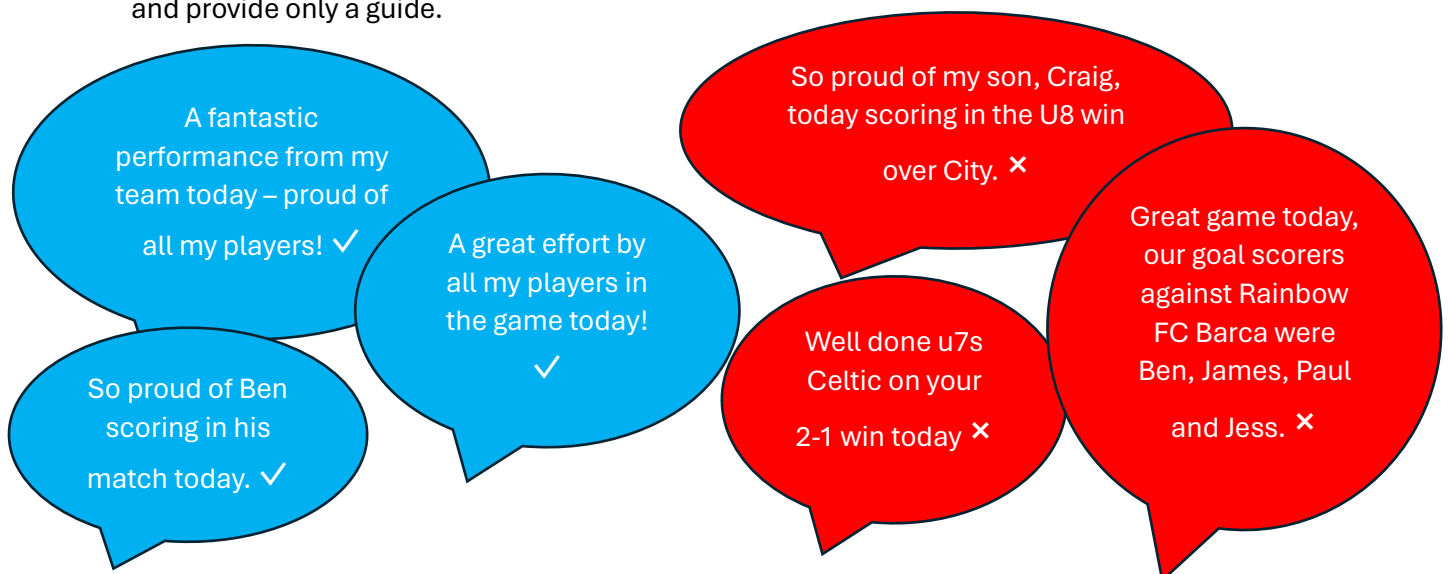 and provide only a guide.
A fantastic
performance from my
team today – proud of
all my players! ✓
A great effort by
all my players in
the game today!
✓
So proud of Ben
scoring in his
match today. ✓
So proud of my son, Craig,
today scoring in the U8 win
over City. ×
Great game today,
our goal scorers
against Rainbow
FC Barca were
Ben, James, Paul
and Jess. ×
Well done u7s
Celtic on your
2-1 win today ×